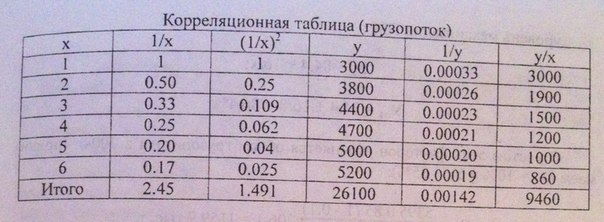 Корреляционная таблица (грузопоток)
x 1/x (1/x)² y 1/y y/x
1 1 1 3000 0.00033 3000
2 0.50 0.25 3800 0.00026 1900
3 0.33 0.109 4400 0.00023 1500
4 0.25 0.062 4700 0.00021 1200
5 0.20 0.04 5000 0.00020 1000
6 0.17 0.025 5200 0.00019 860
Итого 2.45 1.491 26100 0.00142 9460